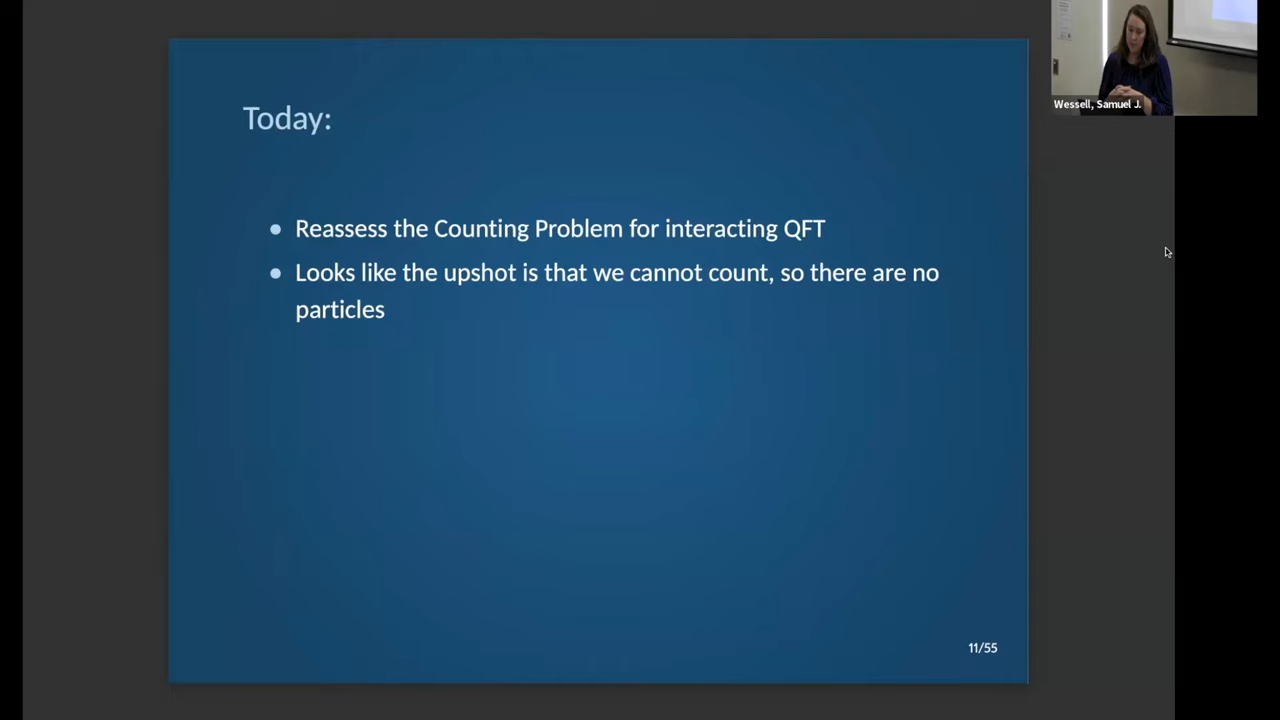 Today:
● Reassess the Counting Problem for interacting QFT
● Looks like the upshot is that we cannot count, so there are no
particles
11/55
Wessell, Samuel J.